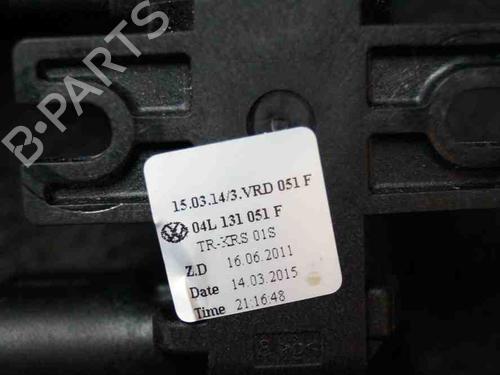 B·PARTS
15.03.14/3.VRD 051 F
04L 131 051 F
TR-KRS 01S
Z.D 16.06.2011
Date 14.03.2015
Time 21:16:48